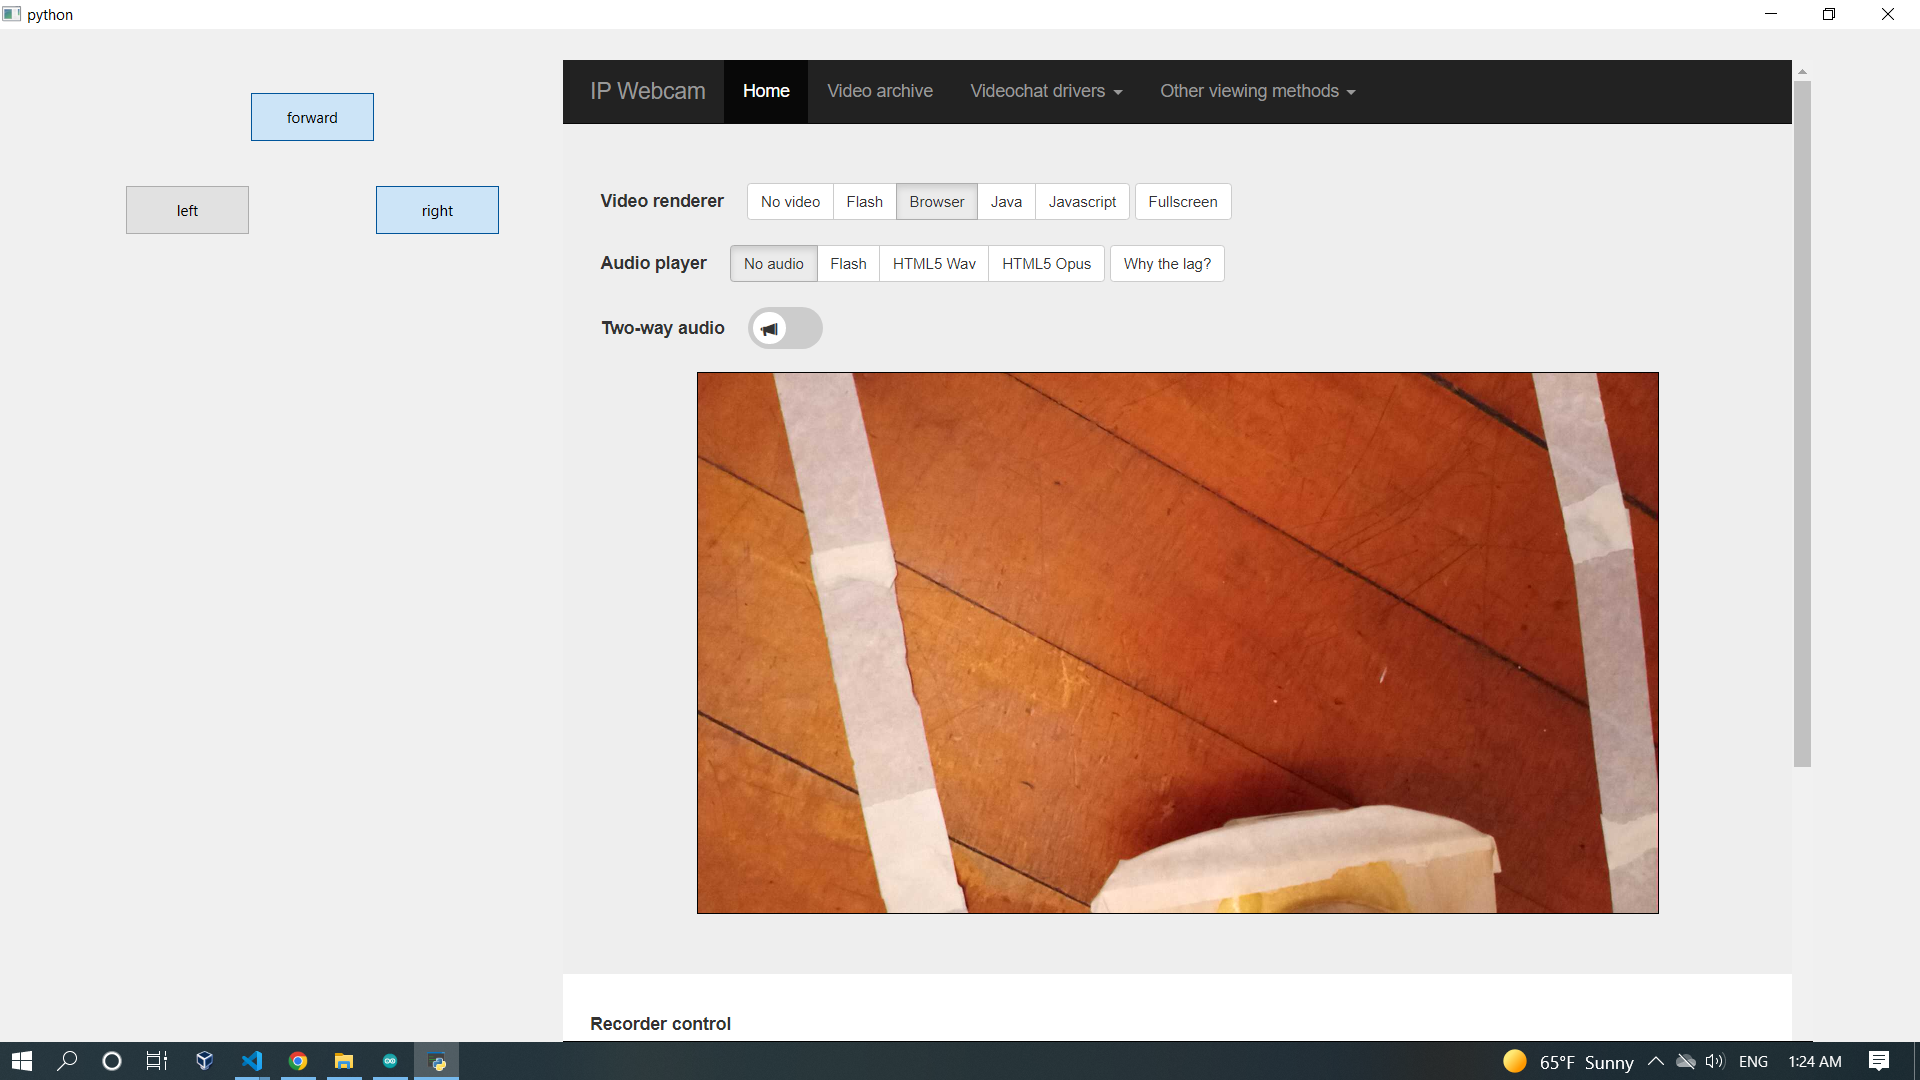 python
forward
left
right
IP Webcam Home Video archive Videochat drivers Other viewing methods
Video renderer No video Flash Browser Java Javascript Fullscreen
Audio player No audio Flash HTML5 Wav HTML5 Opus Why the lag?
Two-way audio
Recorder control
65°F Sunny ENG 1:24 AM